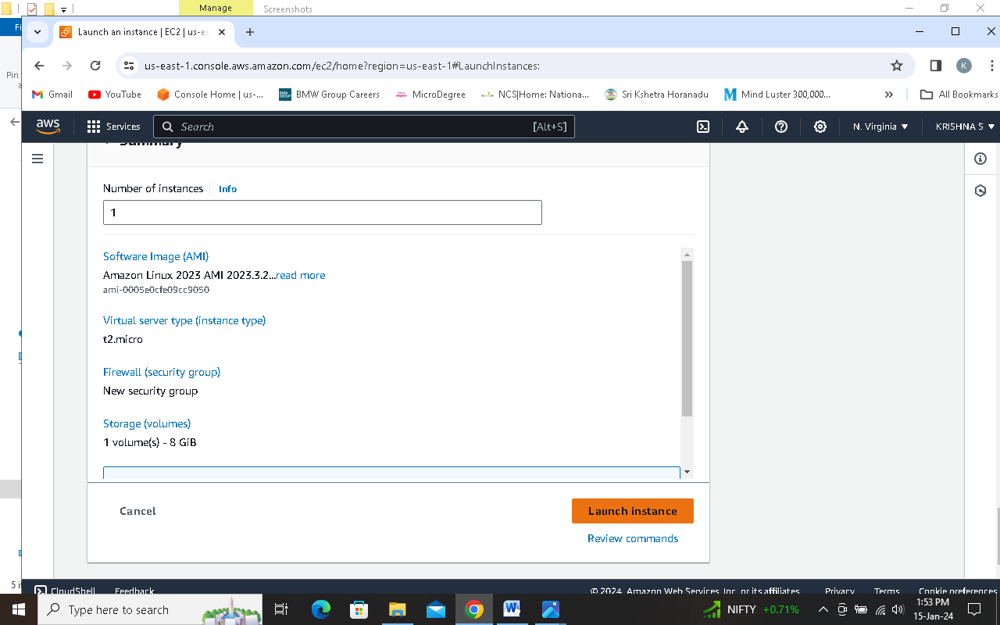 Manage
Screenshots
Fi
Launch an instance | EC2 | us-ea
us-east-1.console.aws.amazon.com/ec2/home?region=us-east-1#LaunchInstances:
K
Pin
a
Gmail YouTube Console Home | us-... BMW Group Careers MicroDegree NCS|Home: Nationa... Sri Kshetra Horanadu Mind Luster 300,000... » All Bookmarks
aws Services Search [Alt+S] N. Virginia KRISHNA S
Summary
Number of instances Info
1
Software Image (AMI)
Amazon Linux 2023 AMI 2023.3.2...read more
ami-0005e0cfe09cc9050
Virtual server type (instance type)
t2.micro
Firewall (security group)
New security group
Storage (volumes)
1 volume(s) - 8 GiB
Cancel Launch instance
Review commands
5 it
CloudShell Feedback © 2024, Amazon Web Services, Inc. or its affiliates. Privacy Terms Cookie preferences
Type here to search NIFTY +0.71% 1:53 PM
15-Jan-24